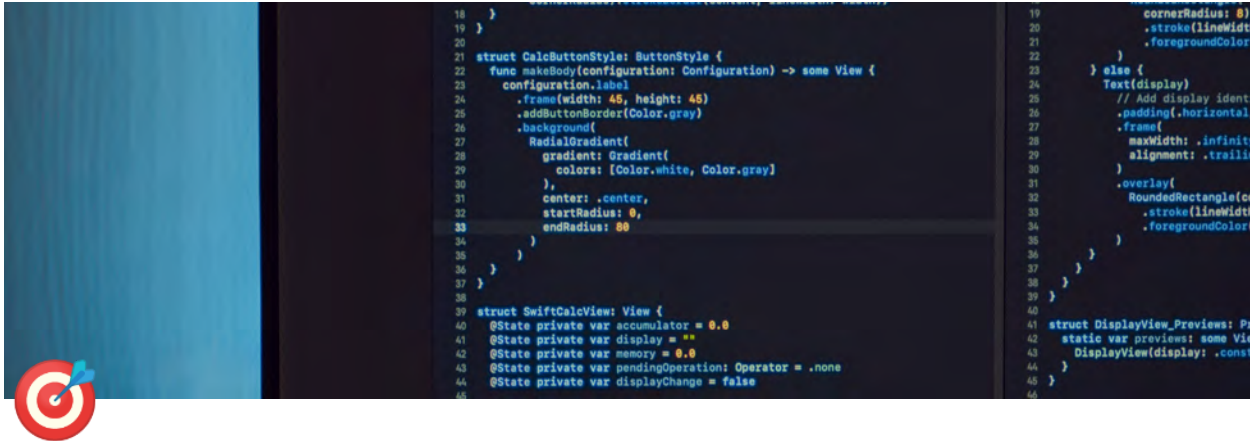 18 }
19 }
20
21 struct CalcButtonStyle: ButtonStyle {
22 func makeBody(configuration: Configuration) -> some View {
23 configuration.label
24 .frame(width: 45, height: 45)
25 .addButtonBorder(Color.gray)
26 .background(
27 RadialGradient(
28 gradient: Gradient(
29 colors: [Color.white, Color.gray]
30 ),
31 center: .center,
32 startRadius: 0,
33 endRadius: 80
34 )
35 )
36 }
37 }
38
39 struct SwiftCalcView: View {
40 @State private var accumulator = 0.0
41 @State private var display = ""
42 @State private var memory = 0.0
43 @State private var pendingOperation: Operator = .none
44 @State private var displayChange = false
45
19 cornerRadius: 8)
20 .stroke(lineWidt
21 .foregroundColor
22 )
23 } else {
24 Text(display)
25 // Add display ident
26 .padding(.horizontal
27 .frame(
28 maxWidth: .infinit
29 alignment: .traili
30 )
31 .overlay(
32 RoundedRectangle(co
33 .stroke(lineWidt
34 .foregroundColor
35 )
36 }
37 }
38 }
39 }
40
41 struct DisplayView_Previews: Pr
42 static var previews: some Vie
43 DisplayView(display: .const
44 }
45 }
46